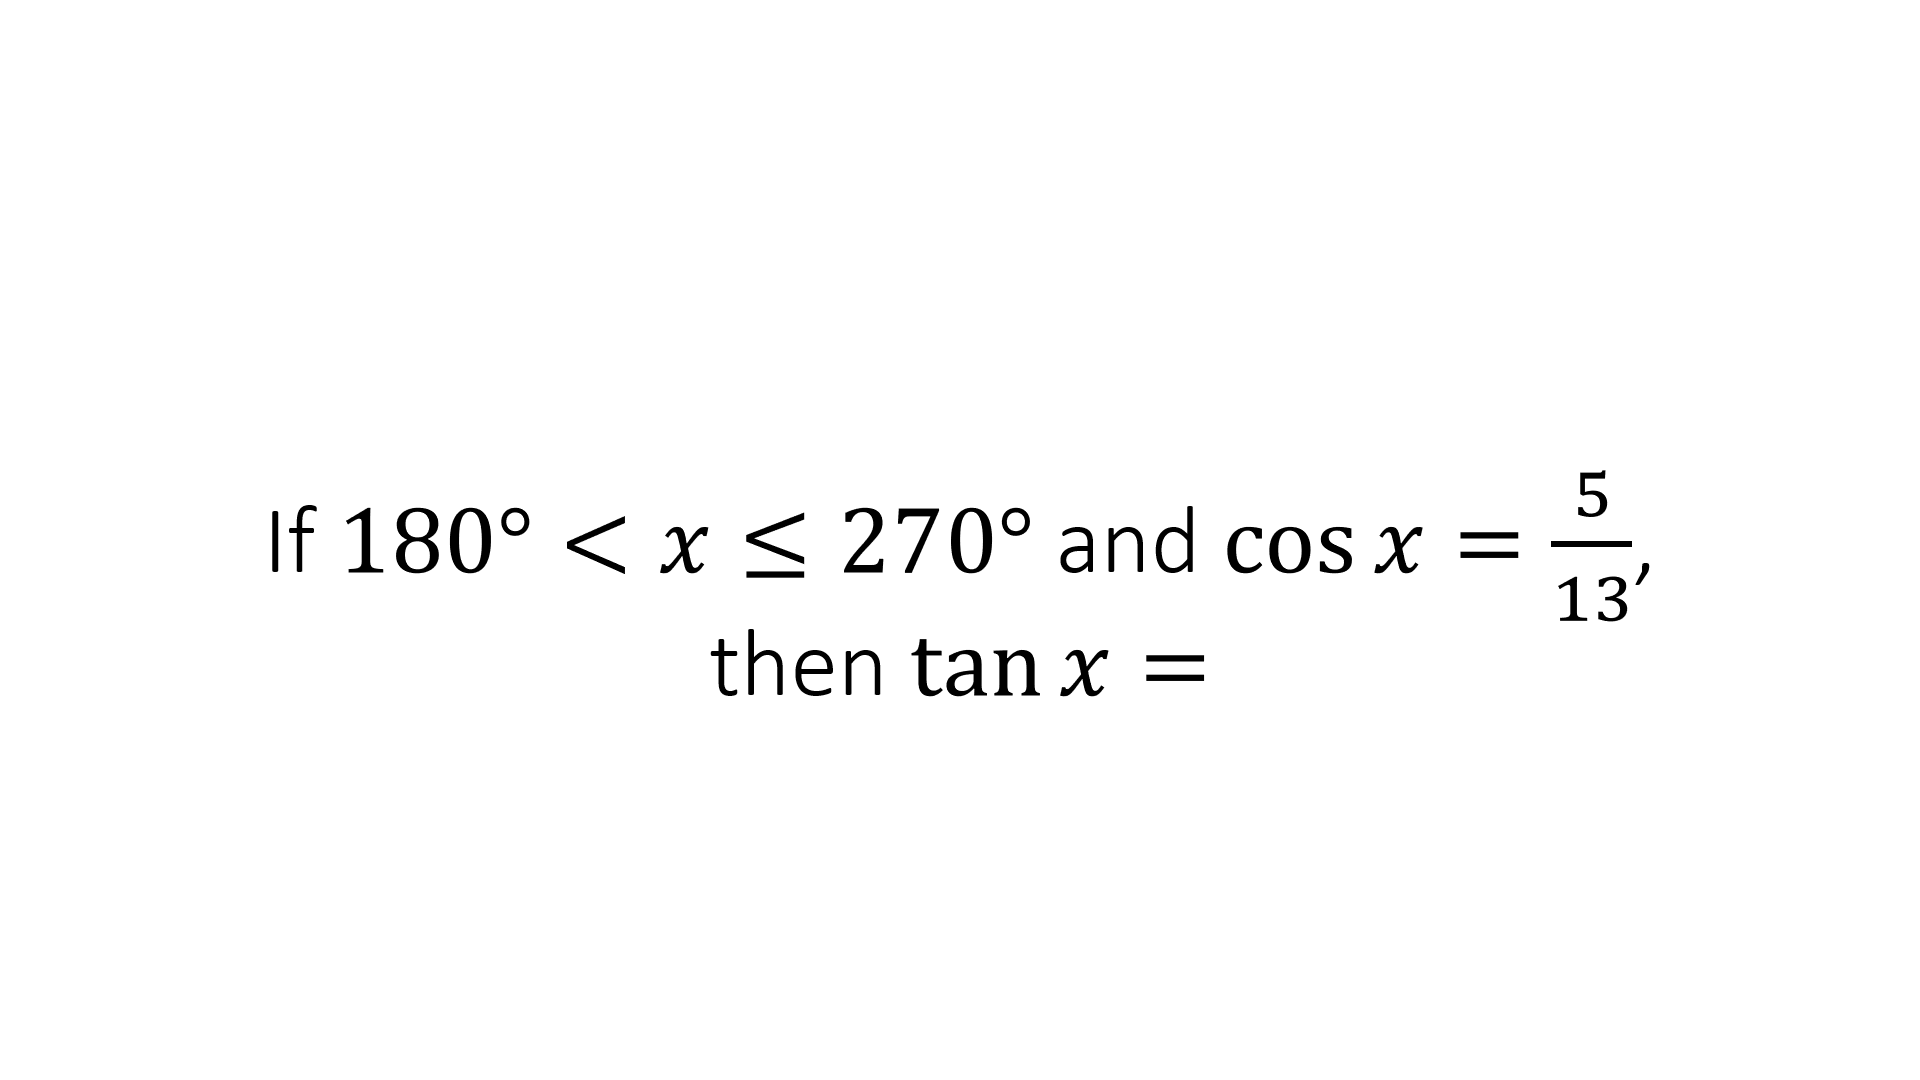 If 180° < x ≤ 270° and cos x = 5/13,
then tan x =